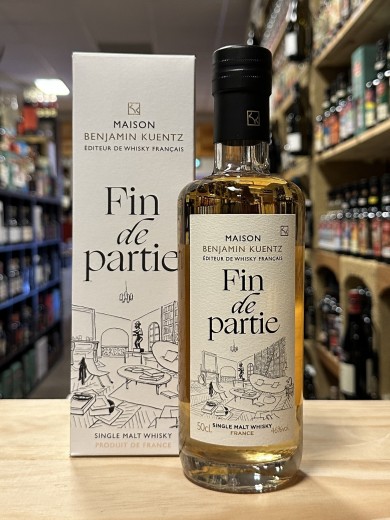 MAISON
BENJAMIN KUENTZ
ÉDITEUR DE WHISKY FRANÇAIS
Fin
de
partie
SINGLE MALT WHISKY
PRODUIT DE FRANCE
MAISON
BENJAMIN KUENTZ
ÉDITEUR DE WHISKY FRANÇAIS
Fin
de
partie
50cl
SINGLE MALT WHISKY
FRANCE
46%vol.